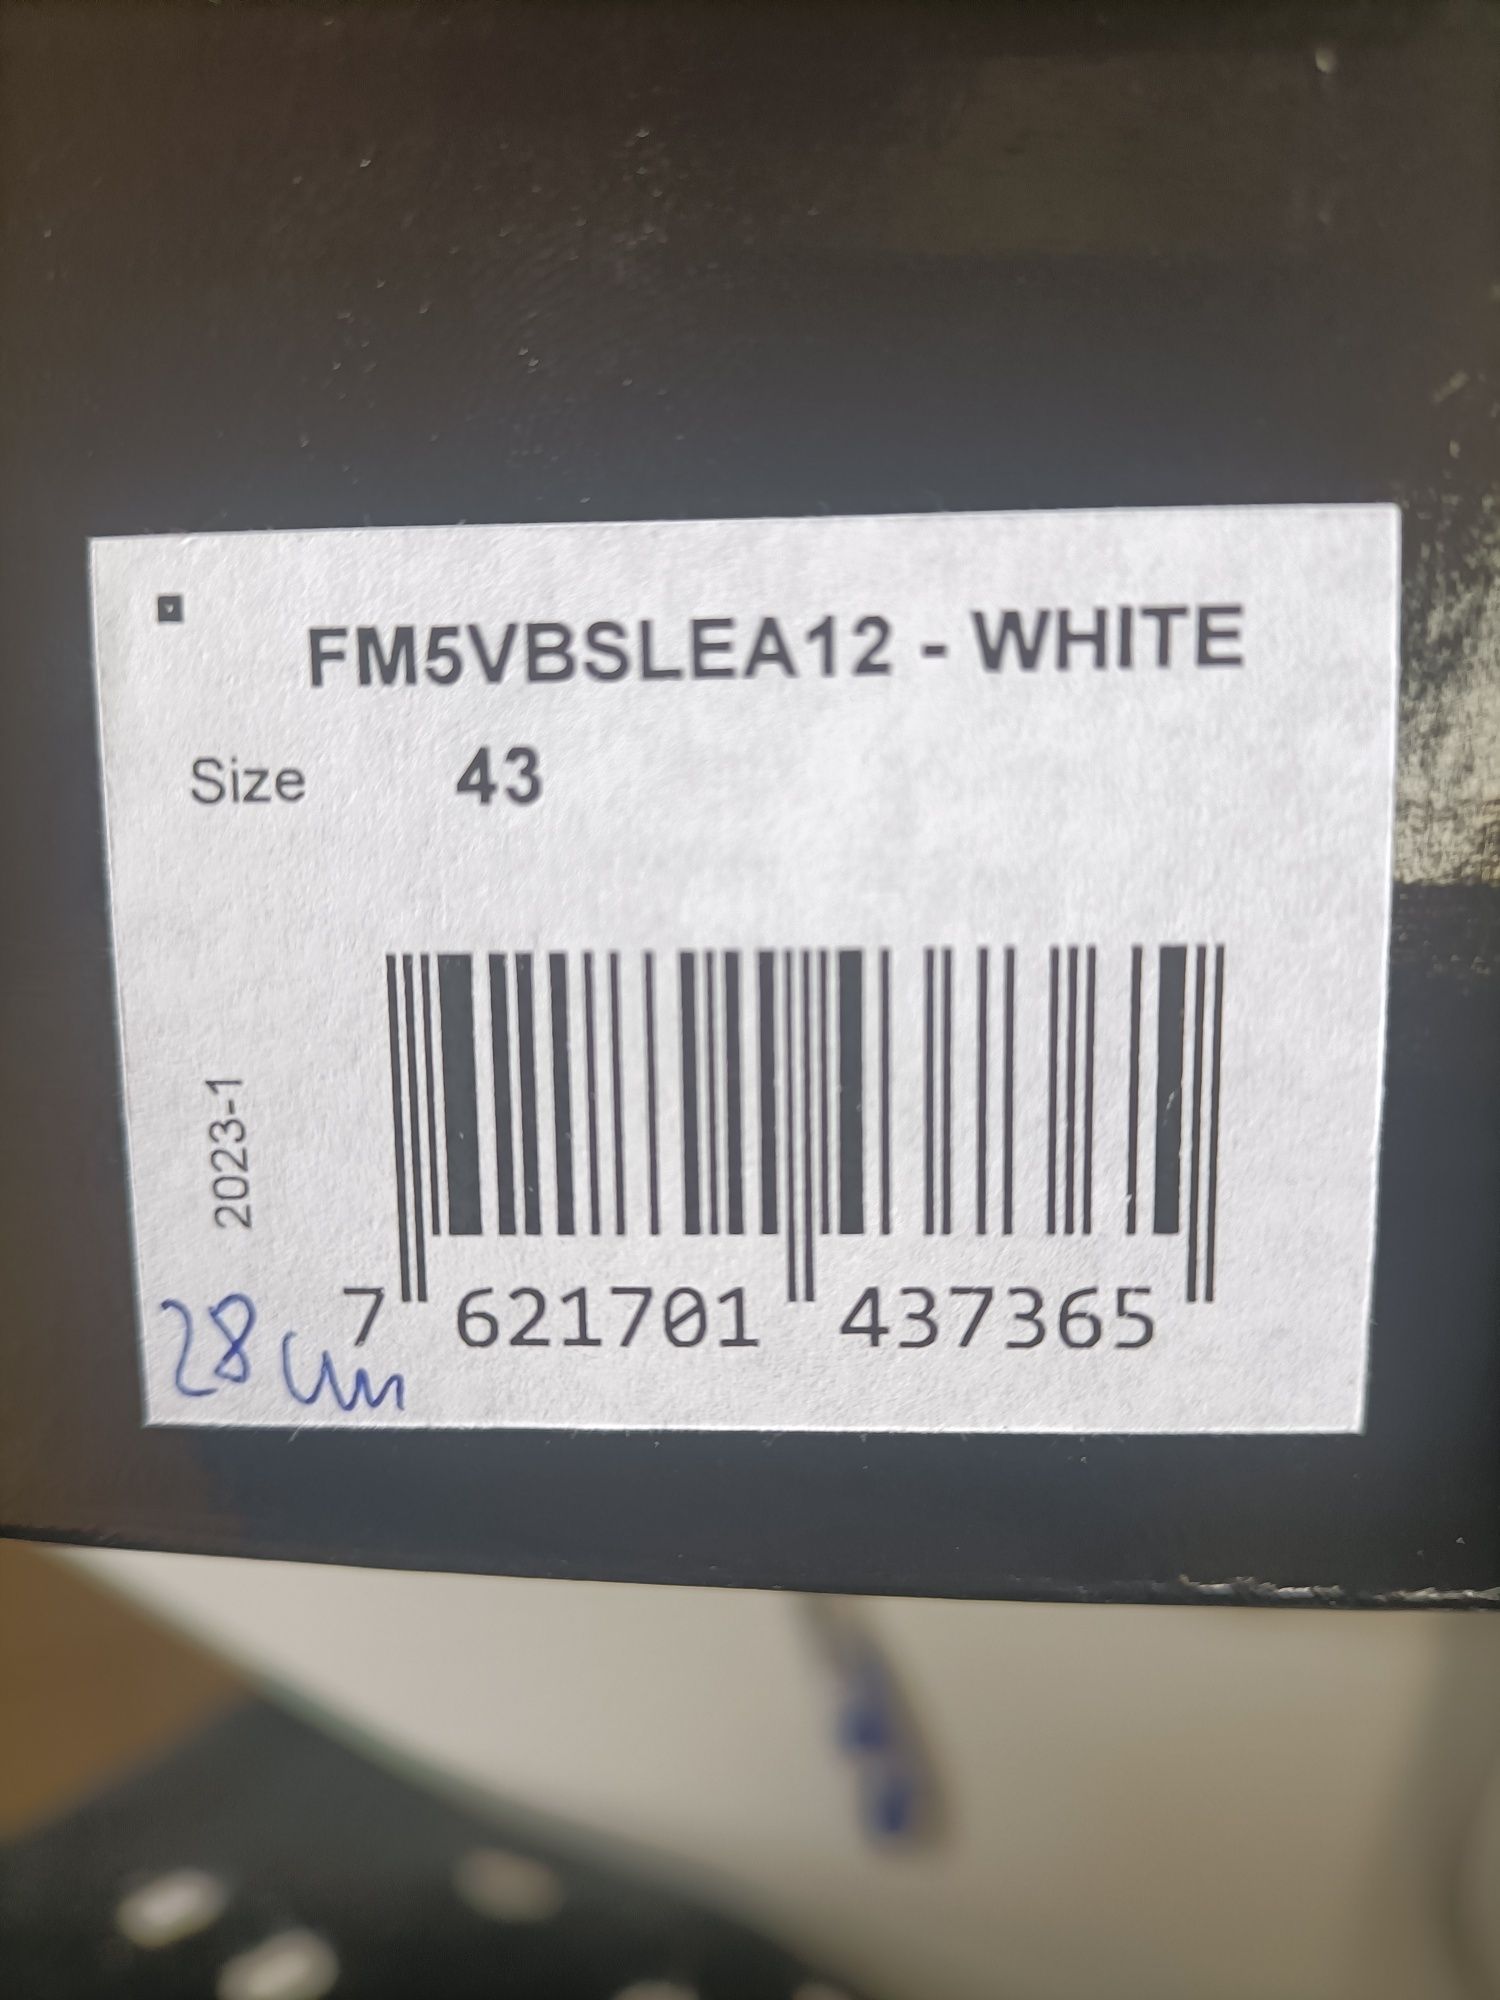 FM5VBSLEA12 - WHITE
Size 43
2023-1
7 621701 437365
28 cm